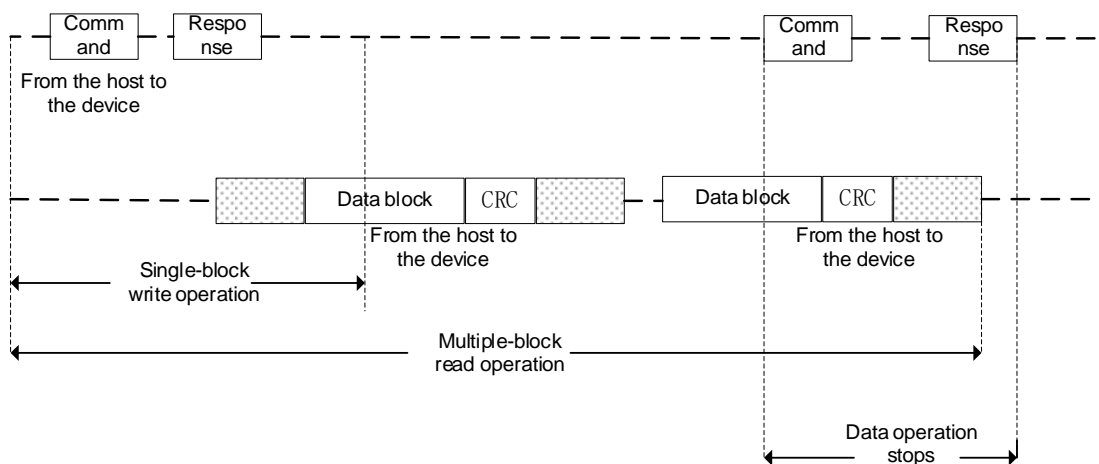 Comm
and
Respo
nse
Comm
and
Respo
nse
From the host to
the device
Data block
CRC
Data block
CRC
From the host to
the device
From the host to
the device
Single-block
write operation
Multiple-block
read operation
Data operation
stops